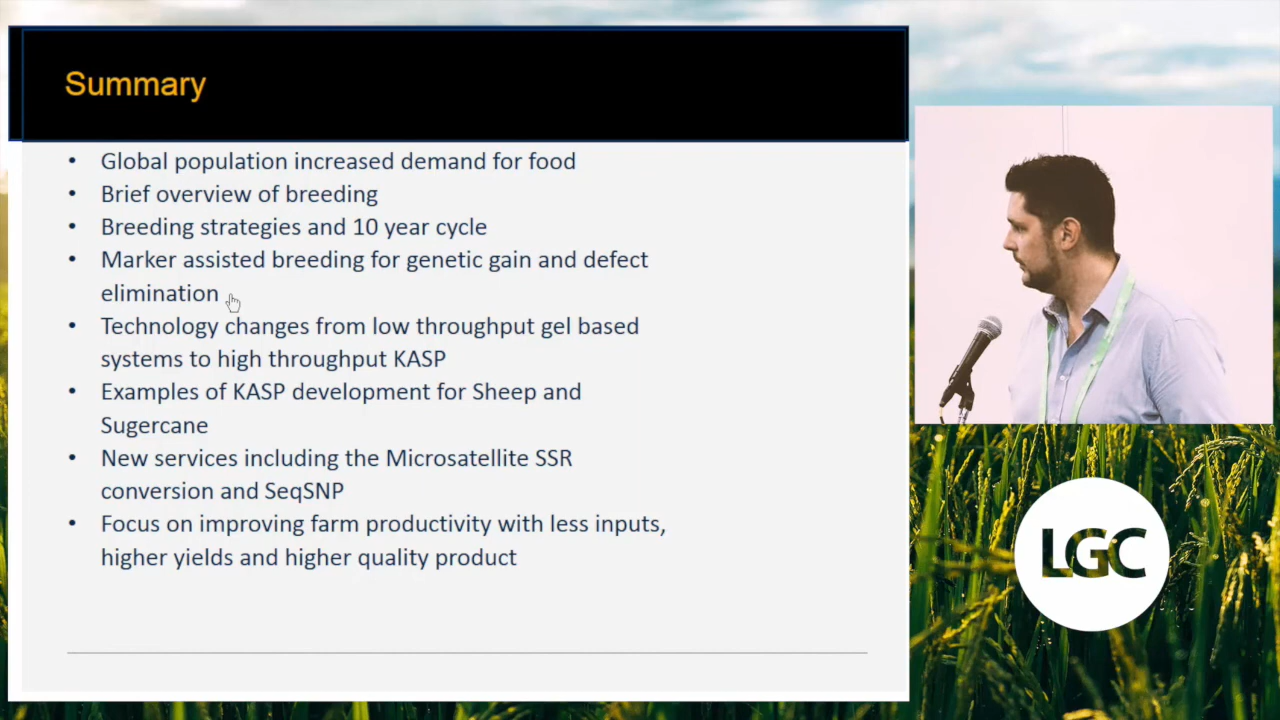 Summary
• Global population increased demand for food
• Brief overview of breeding
• Breeding strategies and 10 year cycle
• Marker assisted breeding for genetic gain and defect
elimination
• Technology changes from low throughput gel based
systems to high throughput KASP
• Examples of KASP development for Sheep and
Sugercane
• New services including the Microsatellite SSR
conversion and SeqSNP
• Focus on improving farm productivity with less inputs,
higher yields and higher quality product
LGC